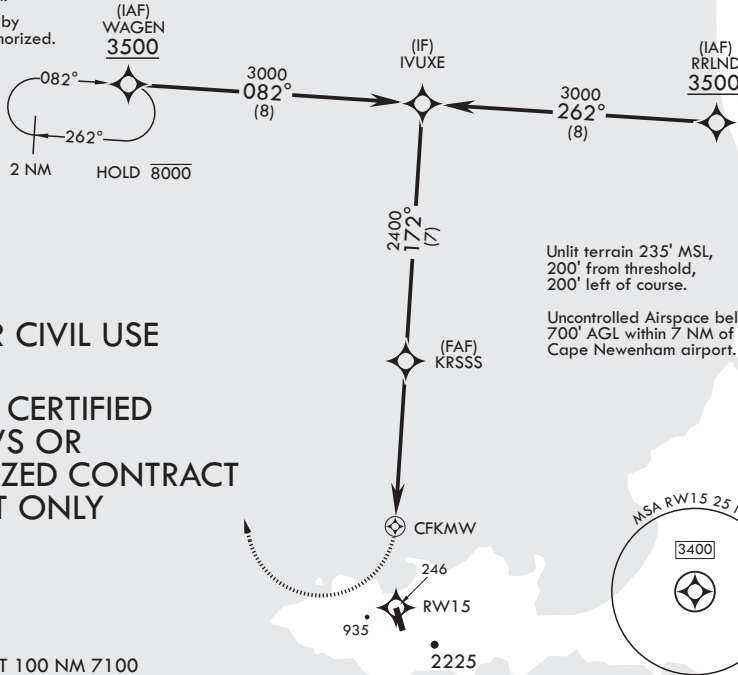 by
horized.
(IAF)
WAGEN
3500
082°
262°
2 NM
HOLD 8000
3000
082°
(8)
(IF)
IVUXE
3000
262°
(8)
(IAF)
RRLND
3500
2400
172°
(7)
Unlit terrain 235' MSL,
200' from threshold,
200' left of course.
Uncontrolled Airspace bel
700' AGL within 7 NM of
Cape Newenham airport.
(FAF)
KRSSS
R CIVIL USE
CERTIFIED
VS OR
ZED CONTRACT
T ONLY
CFKMW
MSA RW15 25
3400
246
RW15
935
2225
T 100 NM 7100